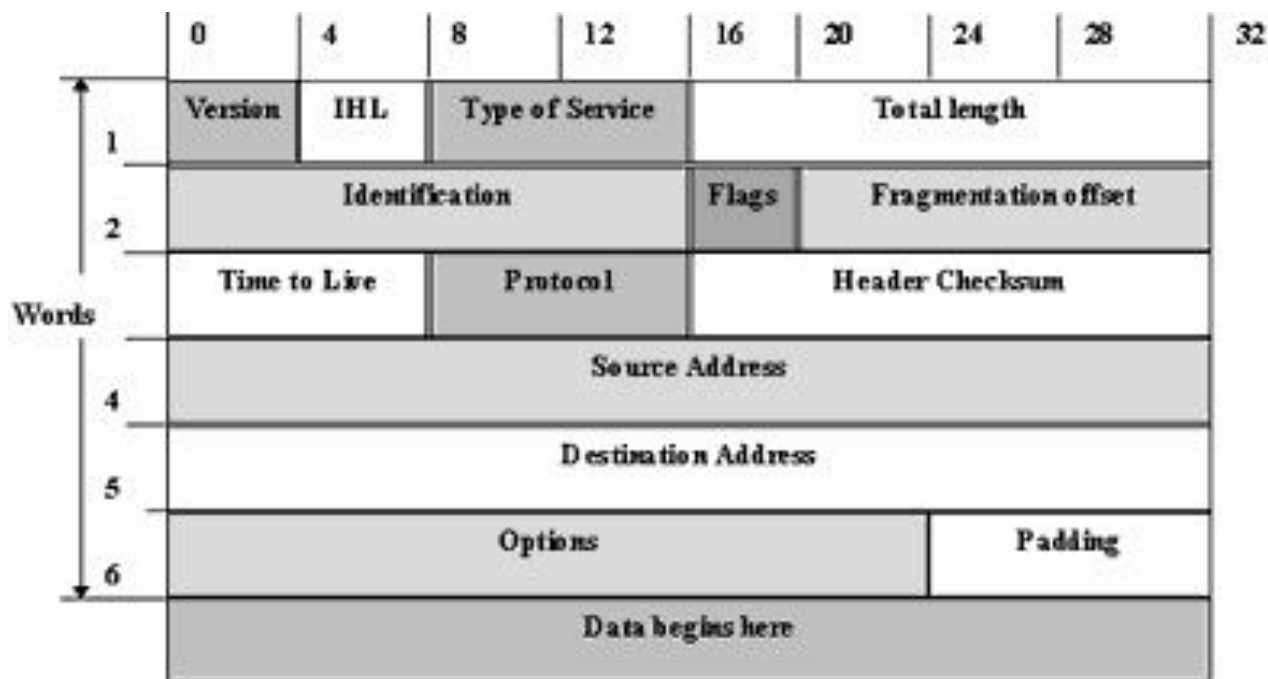 0 4 8 12 16 20 24 28 32
Version IHL Type of Service Total length
1
Identification Flags Fragmentation offset
2
Time to Live Protocol Header Checksum
Words
Source Address
4
Destination Address
5
Options Padding
6
Data begins here